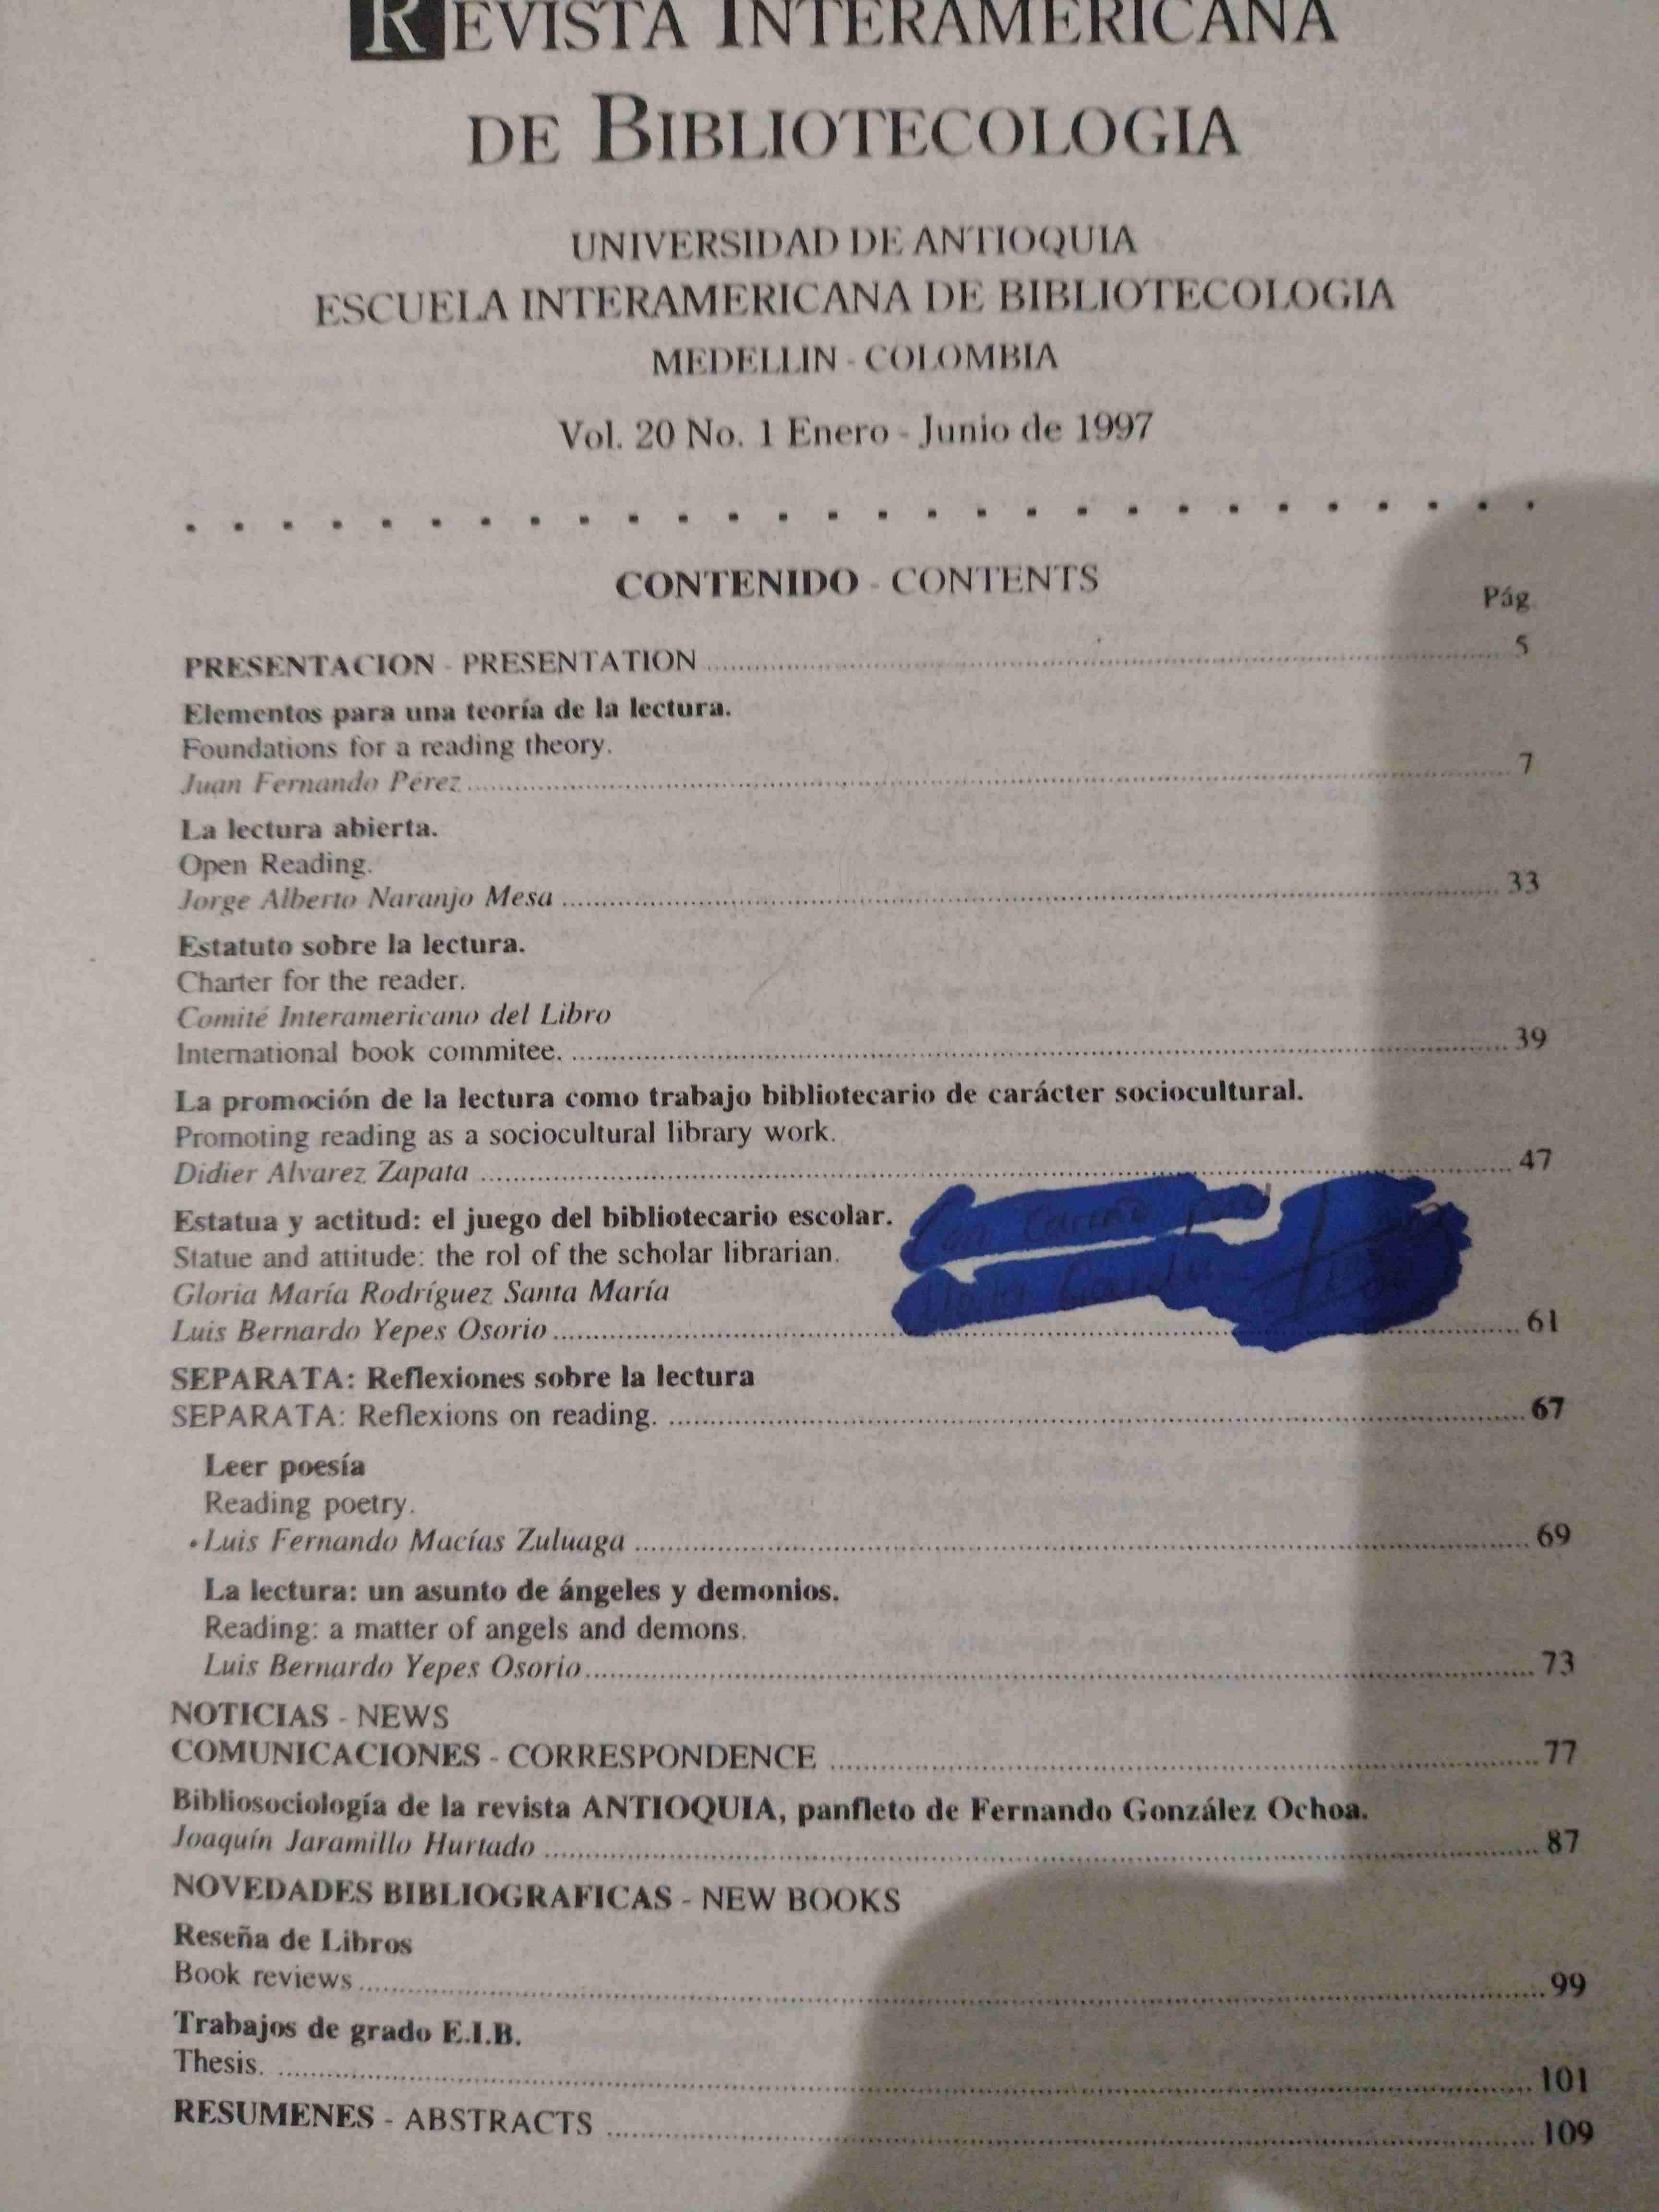 REVISTA INTERAMERICANA
DE BIBLIOTECOLOGIA
UNIVERSIDAD DE ANTIOQUIA
ESCUELA INTERAMERICANA DE BIBLIOTECOLOGIA
MEDELLIN - COLOMBIA
Vol. 20 No. 1 Enero - Junio de 1997
CONTENIDO - CONTENTS
Pág
PRESENTACION - PRESENTATION ........ 5
Elementos para una teoría de la lectura.
Foundations for a reading theory.
Juan Fernando Pérez ........ 7
La lectura abierta.
Open Reading.
Jorge Alberto Naranjo Mesa ........ 33
Estatuto sobre la lectura.
Charter for the reader.
Comité Interamericano del Libro
International book commitee. ........ 39
La promoción de la lectura como trabajo bibliotecario de carácter sociocultural.
Promoting reading as a sociocultural library work.
Didier Alvarez Zapata ........ 47
Estatua y actitud: el juego del bibliotecario escolar.
Statue and attitude: the rol of the scholar librarian.
Gloria María Rodríguez Santa María
Luis Bernardo Yepes Osorio ........ 61
SEPARATA: Reflexiones sobre la lectura
SEPARATA: Reflexions on reading. ........ 67
Leer poesía
Reading poetry.
Luis Fernando Macías Zuluaga ........ 69
La lectura: un asunto de ángeles y demonios.
Reading: a matter of angels and demons.
Luis Bernardo Yepes Osorio ........ 73
NOTICIAS - NEWS
COMUNICACIONES - CORRESPONDENCE ........ 77
Bibliosociología de la revista ANTIOQUIA, panfleto de Fernando González Ochoa.
Joaquín Jaramillo Hurtado ........ 87
NOVEDADES BIBLIOGRAFICAS - NEW BOOKS
Reseña de Libros
Book reviews ........ 99
Trabajos de grado E.I.B.
Thesis. ........ 101
RESUMENES - ABSTRACTS ........ 109